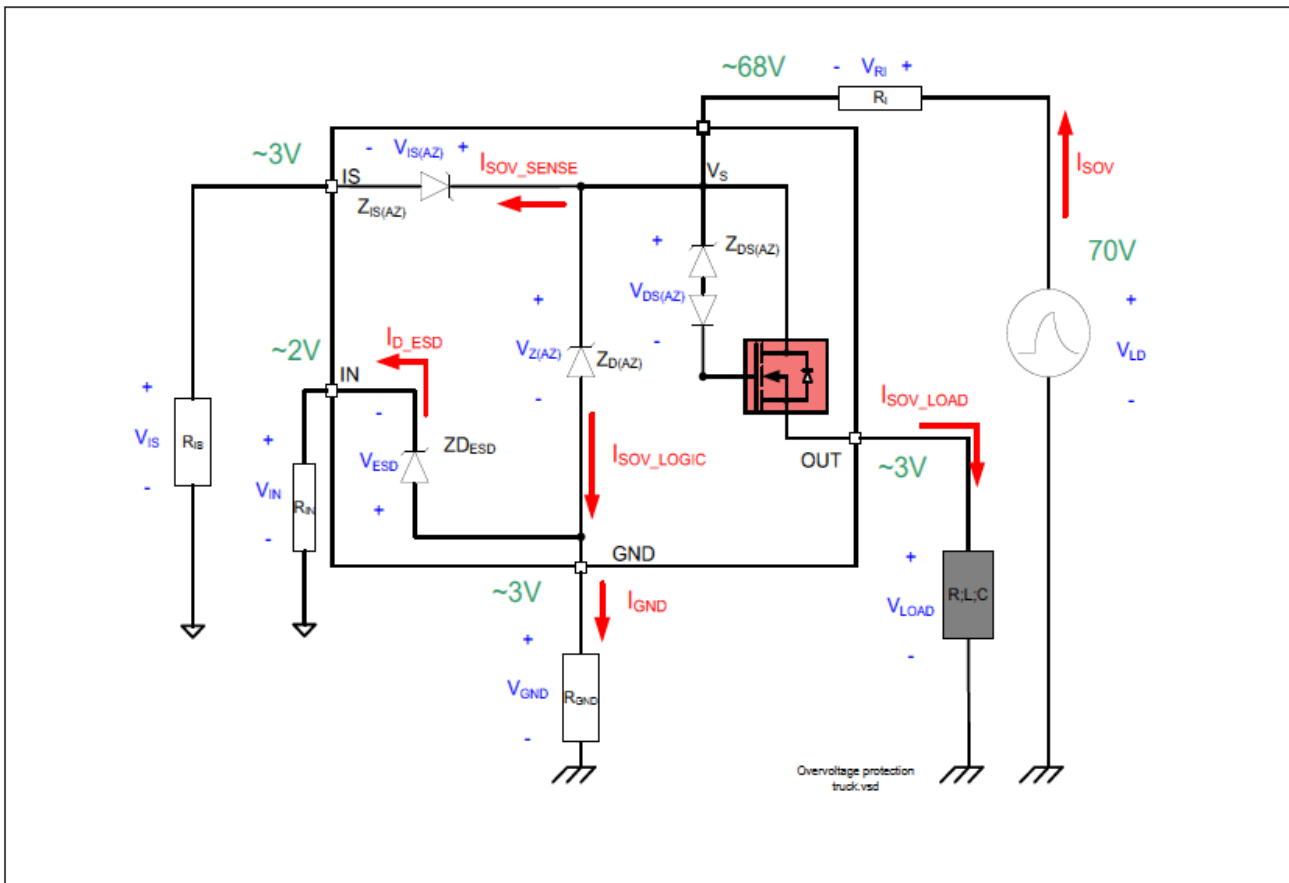 ~68V
- V_RI +
R_I
~3V
- V_IS(AZ) +
I_SOV_SENSE
I_SOV
IS
V_S
Z_IS(AZ)
Z_DS(AZ)
+
V_DS(AZ)
-
70V
+
V_LD
-
+
V_Z(AZ)
-
Z_D(AZ)
I_D_ESD
~2V
IN
-
V_ESD
+
ZD_ESD
+
V_IS
-
R_IS
+
V_IN
-
R_IN
I_SOV_LOGIC
I_SOV_LOAD
OUT
~3V
GND
~3V
I_GND
+
V_LOAD
-
R;L;C
+
V_GND
-
R_GND
Overvoltage protection
truck.vsd